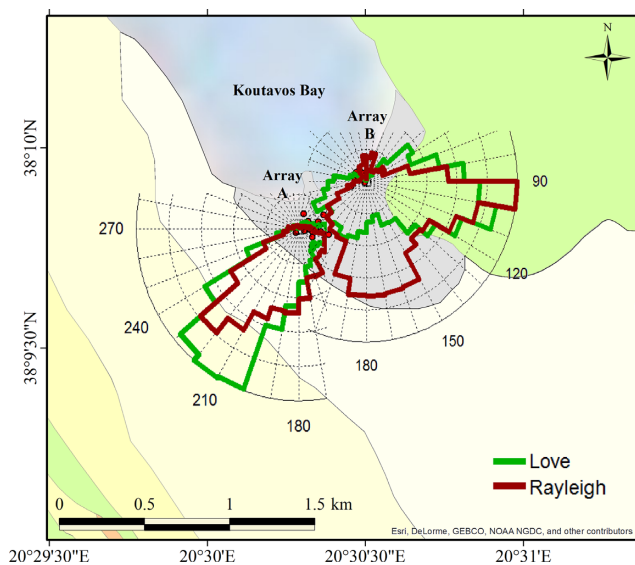 N
Koutavos Bay
Array
B
Array
A
38°10'N
38°9'30"N
270
240
210
180
90
120
150
180
Love
Rayleigh
0 0.5 1 1.5 km
Esri, DeLorme, GEBCO, NOAA NGDC, and other contributors
20°29'30"E 20°30'E 20°30'30"E 20°31'E